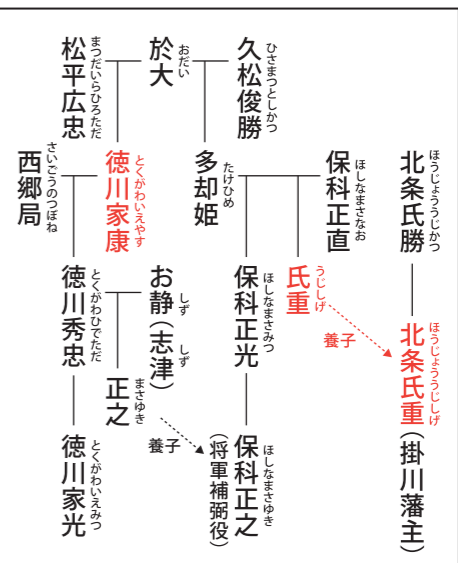 北条氏勝
ほうじょううじかつ
北条氏重(掛川藩主)
ほうじょううじしげ
久松俊勝
ひさまつとしかつ
保科正直
ほしなまさなお
氏重
うじしげ
養子
於大
おだい
多却姫
たけひめ
保科正光
ほしなまさみつ
保科正之
ほしなまさゆき
(将軍補弼役)
松平広忠
まつだいらひろただ
徳川家康
とくがわいえやす
西郷局
さいごうのつぼね
お静(志津)
しず
しず
正之
まさゆき
養子
徳川秀忠
とくがわひでただ
徳川家光
とくがわいえみつ